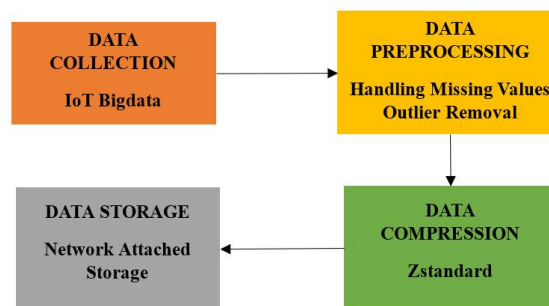 DATA
COLLECTION
IoT Bigdata
DATA
PREPROCESSING
Handling Missing Values
Outlier Removal
DATA
COMPRESSION
Zstandard
DATA STORAGE
Network Attached
Storage